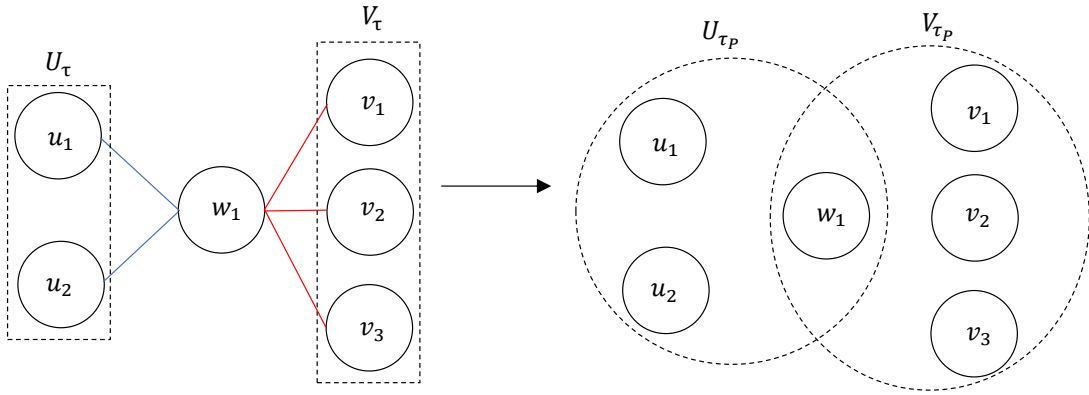 U_τ
V_τ
u_1
u_2
w_1
v_1
v_2
v_3
U_{τ_P}
V_{τ_P}
u_1
u_2
w_1
v_1
v_2
v_3